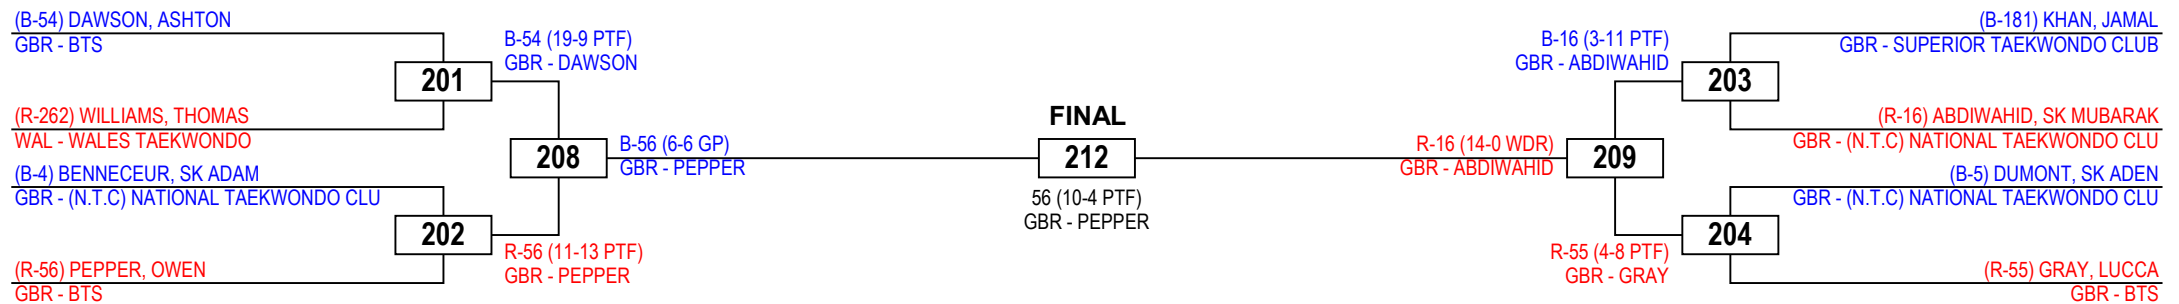 (B-54) DAWSON, ASHTON
GBR - BTS
B-54 (19-9 PTF)
GBR - DAWSON
201
(R-262) WILLIAMS, THOMAS
WAL - WALES TAEKWONDO
208
B-56 (6-6 GP)
GBR - PEPPER
(B-4) BENNECEUR, SK ADAM
GBR - (N.T.C) NATIONAL TAEKWONDO CLU
202
R-56 (11-13 PTF)
GBR - PEPPER
(R-56) PEPPER, OWEN
GBR - BTS
FINAL
212
56 (10-4 PTF)
GBR - PEPPER
(B-181) KHAN, JAMAL
GBR - SUPERIOR TAEKWONDO CLUB
B-16 (3-11 PTF)
GBR - ABDIWAHID
203
(R-16) ABDIWAHID, SK MUBARAK
GBR - (N.T.C) NATIONAL TAEKWONDO CLU
R-16 (14-0 WDR)
GBR - ABDIWAHID
209
(B-5) DUMONT, SK ADEN
GBR - (N.T.C) NATIONAL TAEKWONDO CLU
204
R-55 (4-8 PTF)
GBR - GRAY
(R-55) GRAY, LUCCA
GBR - BTS